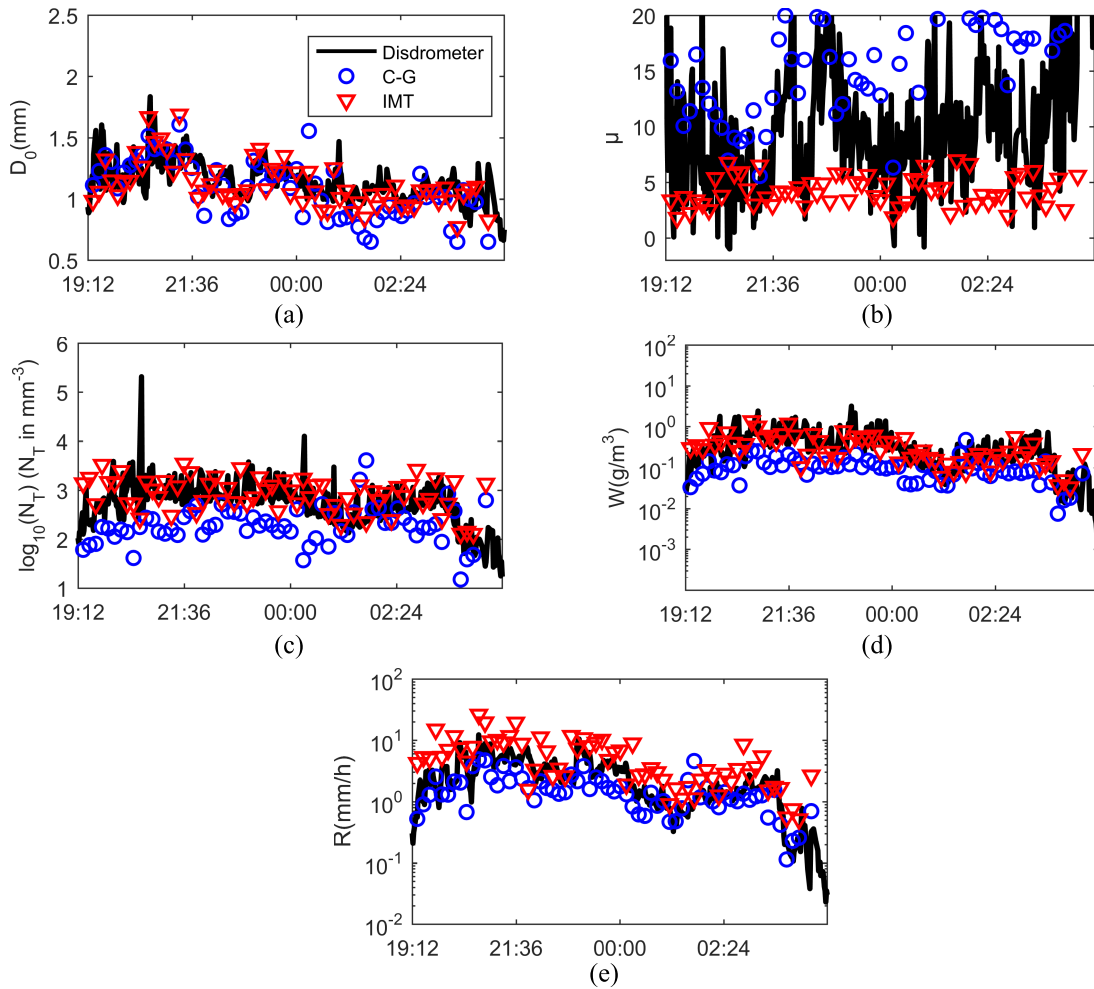 2.5
2
1.5
1
0.5
D0(mm)
Disdrometer
C-G
IMT
19:12 21:36 00:00 02:24
(a)
20
15
10
5
0
μ
19:12 21:36 00:00 02:24
(b)
6
5
4
3
2
1
log10(NT) (NT in mm-3)
19:12 21:36 00:00 02:24
(c)
10^2
10^1
10^0
10^-1
10^-2
10^-3
W(g/m3)
19:12 21:36 00:00 02:24
(d)
10^2
10^1
10^0
10^-1
10^-2
R(mm/h)
19:12 21:36 00:00 02:24
(e)